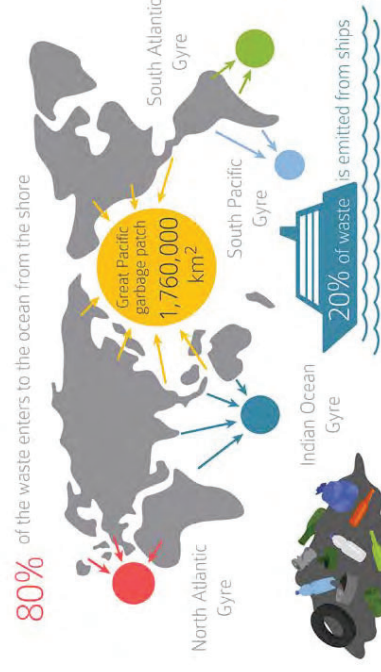 80% of the waste enters to the ocean from the shore
North Atlantic
Gyre
Great Pacific
garbage patch
1,760,000
km²
South Atlantic
Gyre
South Pacific
Gyre
Indian Ocean
Gyre
20% of waste is emitted from ships